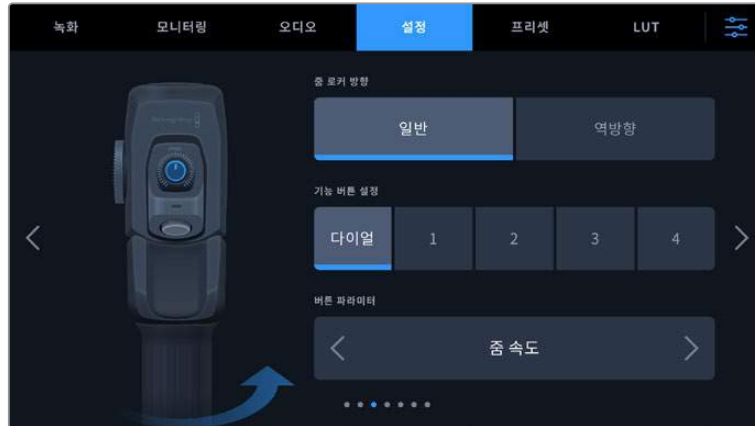 녹화 모니터링 오디오 설정 프리셋 LUT
줌 로커 방향
일반 역방향
기능 버튼 설정
다이얼 1 2 3 4
버튼 파라미터
줌 속도